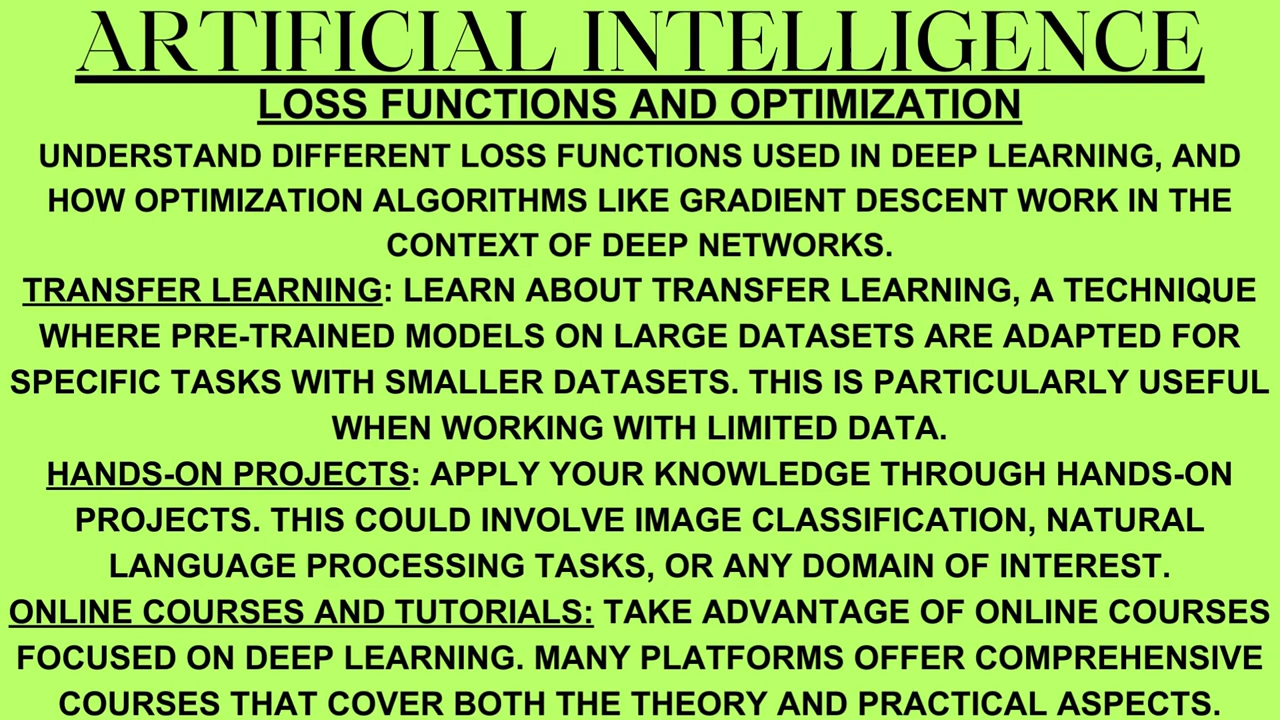 ARTIFICIAL INTELLIGENCE
LOSS FUNCTIONS AND OPTIMIZATION
UNDERSTAND DIFFERENT LOSS FUNCTIONS USED IN DEEP LEARNING, AND
HOW OPTIMIZATION ALGORITHMS LIKE GRADIENT DESCENT WORK IN THE
CONTEXT OF DEEP NETWORKS.
TRANSFER LEARNING: LEARN ABOUT TRANSFER LEARNING, A TECHNIQUE
WHERE PRE-TRAINED MODELS ON LARGE DATASETS ARE ADAPTED FOR
SPECIFIC TASKS WITH SMALLER DATASETS. THIS IS PARTICULARLY USEFUL
WHEN WORKING WITH LIMITED DATA.
HANDS-ON PROJECTS: APPLY YOUR KNOWLEDGE THROUGH HANDS-ON
PROJECTS. THIS COULD INVOLVE IMAGE CLASSIFICATION, NATURAL
LANGUAGE PROCESSING TASKS, OR ANY DOMAIN OF INTEREST.
ONLINE COURSES AND TUTORIALS: TAKE ADVANTAGE OF ONLINE COURSES
FOCUSED ON DEEP LEARNING. MANY PLATFORMS OFFER COMPREHENSIVE
COURSES THAT COVER BOTH THE THEORY AND PRACTICAL ASPECTS.